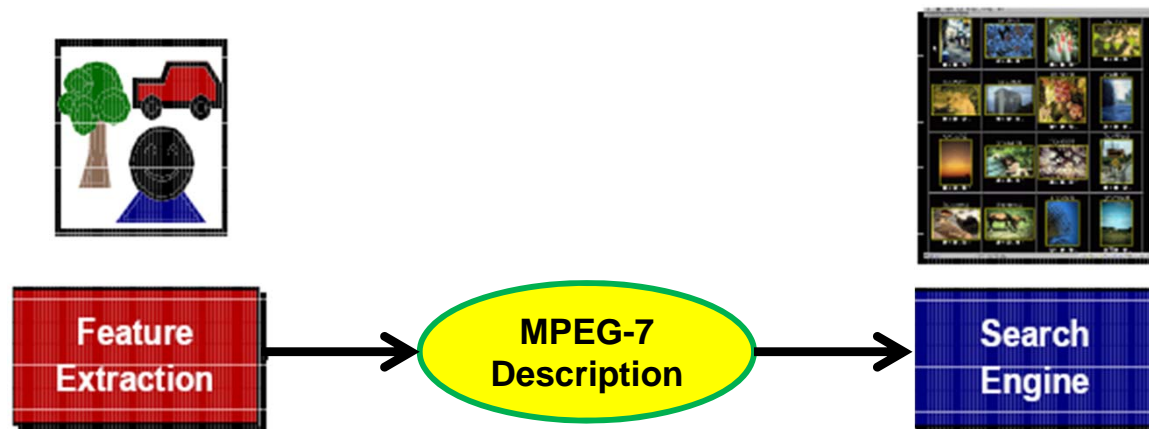 Feature
Extraction
MPEG-7
Description
Search
Engine